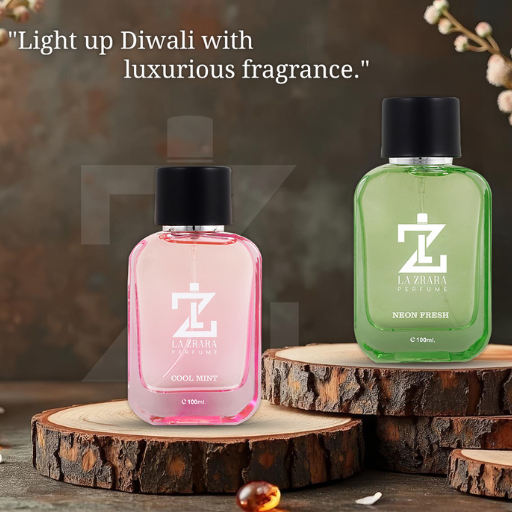 "Light up Diwali with
luxurious fragrance."
LA ZRARA
PERFUME
NEON FRESH
℮ 100ml.
LA ZRARA
PERFUME
COOL MINT
℮ 100ml.